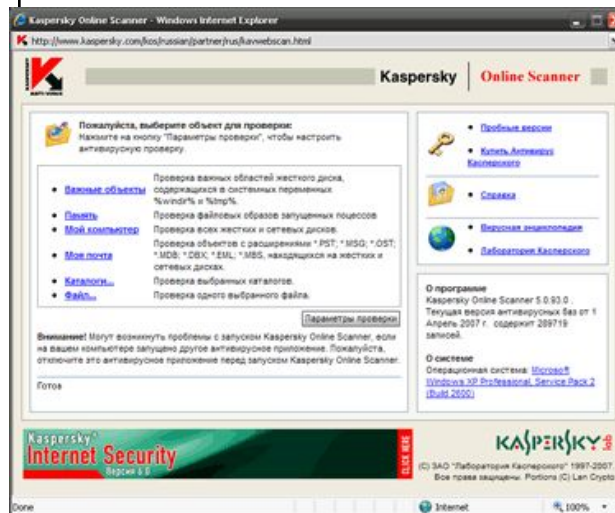 Kaspersky Online Scanner - Windows Internet Explorer
http://www.kaspersky.com/kos/russian/partner/rus/kavwebscan.html
Kaspersky Online Scanner
Пожалуйста, выберите объект для проверки:
Нажмите на кнопку "Параметры проверки", чтобы настроить
антивирусную проверку.
Важные объекты
Проверка важных областей жесткого диска,
содержащихся в системных переменных
%windir% и %tmp%.
Память
Проверка файловых образов запущенных поцессов
Мой компьютер
Проверка всех жестких и сетевых дисков.
Моя почта
Проверка объектов с расширениями *.PST; *.MSG; *.OST;
*.MDB; *.DBX; *.EML; *.MBS, находящихся на жестких и
сетевых дисках.
Каталоги...
Проверка выбранных каталогов.
Файл...
Проверка одного выбранного файла.
Параметры проверки
Внимание! Могут возникнуть проблемы с запуском Kaspersky Online Scanner, если
на вашем компьютере запущено другое антивирусное приложение. Пожалуйста,
отключите это антивирусное приложение перед запуском Kaspersky Online Scanner.
Готов
Пробные версии
Купить Антивирус
Касперского
Справка
Вирусная энциклопедия
Лаборатория Касперского
О программе
Kaspersky Online Scanner 5.0.93.0 .
Текущая версия антивирусных баз от 1
Апрель 2007 г. содержит 289719
записей.
О системе
Операционная система: Microsoft
Windows XP Professional, Service Pack 2
(Build 2600)
Kaspersky
Internet Security
Версия 6.0
CLICK HERE
KASPERSKY lab
(C) ЗАО "Лаборатория Касперского" 1997-2007.
Все права защищены. Portions (C) Lan Crypto
Done
Internet
100%